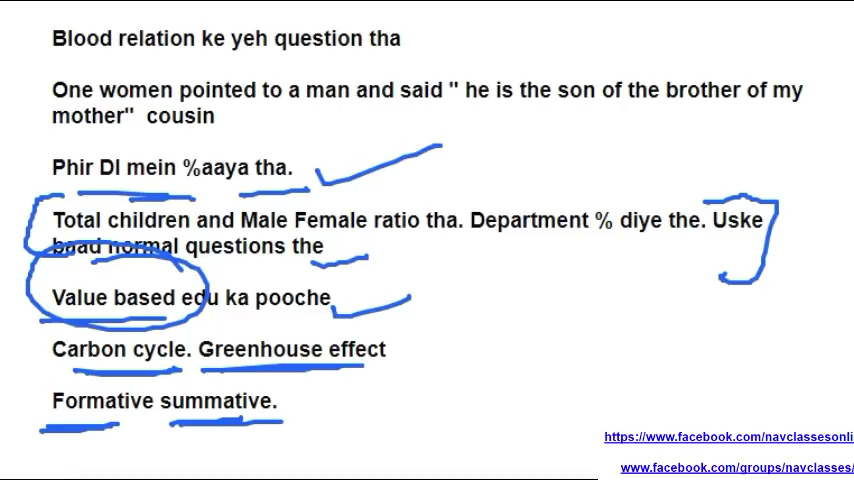 Blood relation ke yeh question tha
One women pointed to a man and said " he is the son of the brother of my
mother" cousin
Phir DI mein %aaya tha.
Total children and Male Female ratio tha. Department % diye the. Uske
baad normal questions the
Value based edu ka pooche
Carbon cycle. Greenhouse effect
Formative summative.
https://www.facebook.com/navclassesonli
www.facebook.com/groups/navclasses/